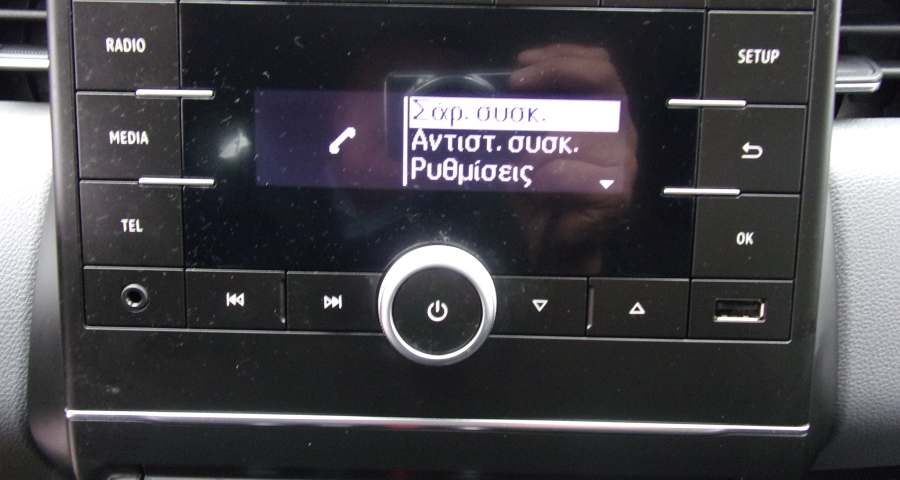 RADIO
SETUP
MEDIA
Σάρ. συσκ.
Αντιστ. συσκ.
Ρυθμίσεις
TEL
OK